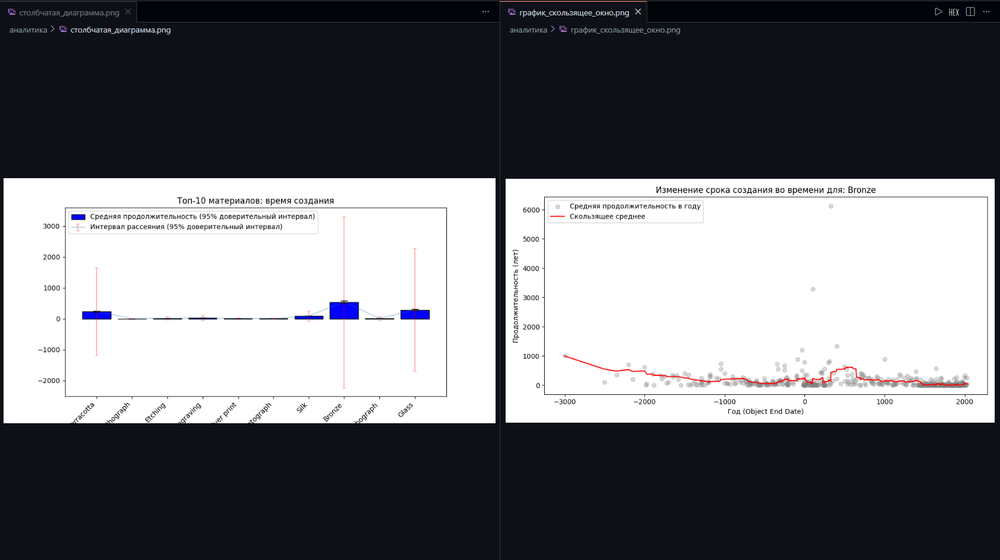 столбчатая_диаграмма.png
аналитика > столбчатая_диаграмма.png
Топ-10 материалов: время создания
Средняя продолжительность (95% доверительный интервал)
Интервал рассеяния (95% доверительный интервал)
3000
2000
1000
0
−1000
−2000
rracotta
hograph
Etching
graving
ver print
tograph
Silk
Bronze
hograph
Glass
график_скользящее_окно.png
HEX
аналитика > график_скользящее_окно.png
Изменение срока создания во времени для: Bronze
Средняя продолжительность в году
Скользящее среднее
Продолжительность (лет)
6000
5000
4000
3000
2000
1000
0
−3000 −2000 −1000 0 1000 2000
Год (Object End Date)